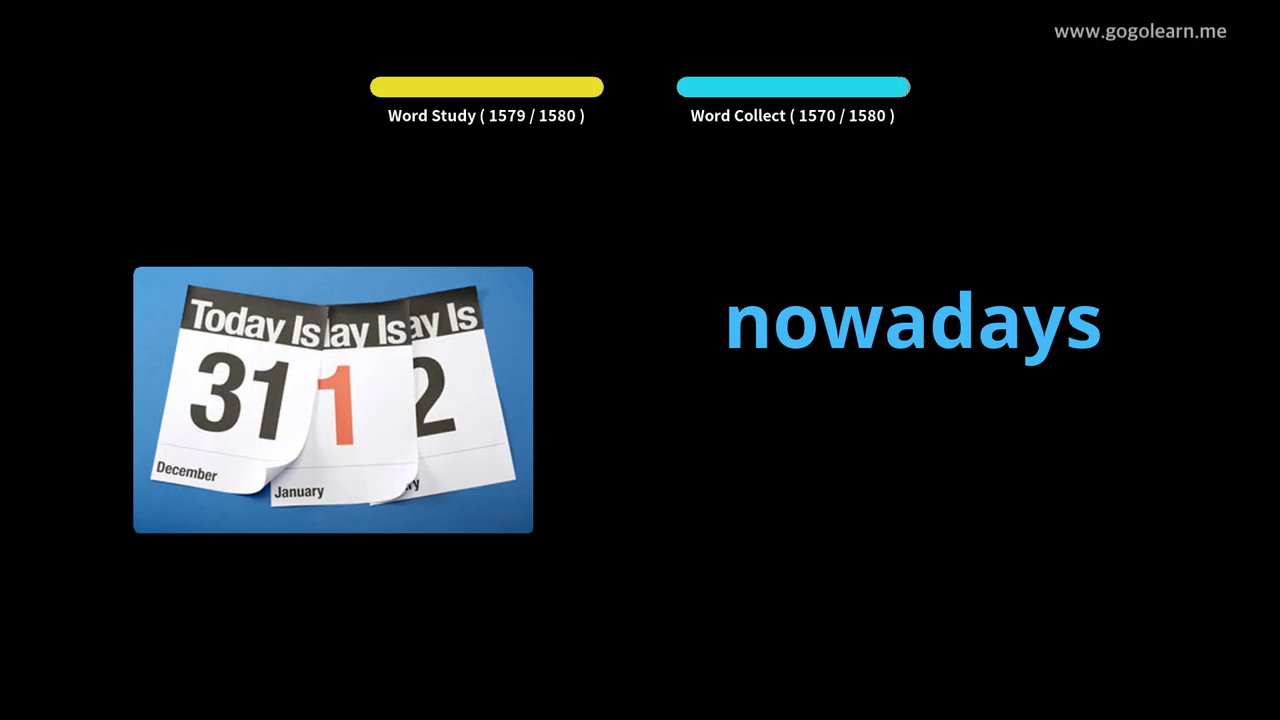 www.gogolearn.me
Word Study ( 1579 / 1580 )
Word Collect ( 1570 / 1580 )
nowadays
Today Is
ay Is
ay Is
31
1
2
December
January
ry